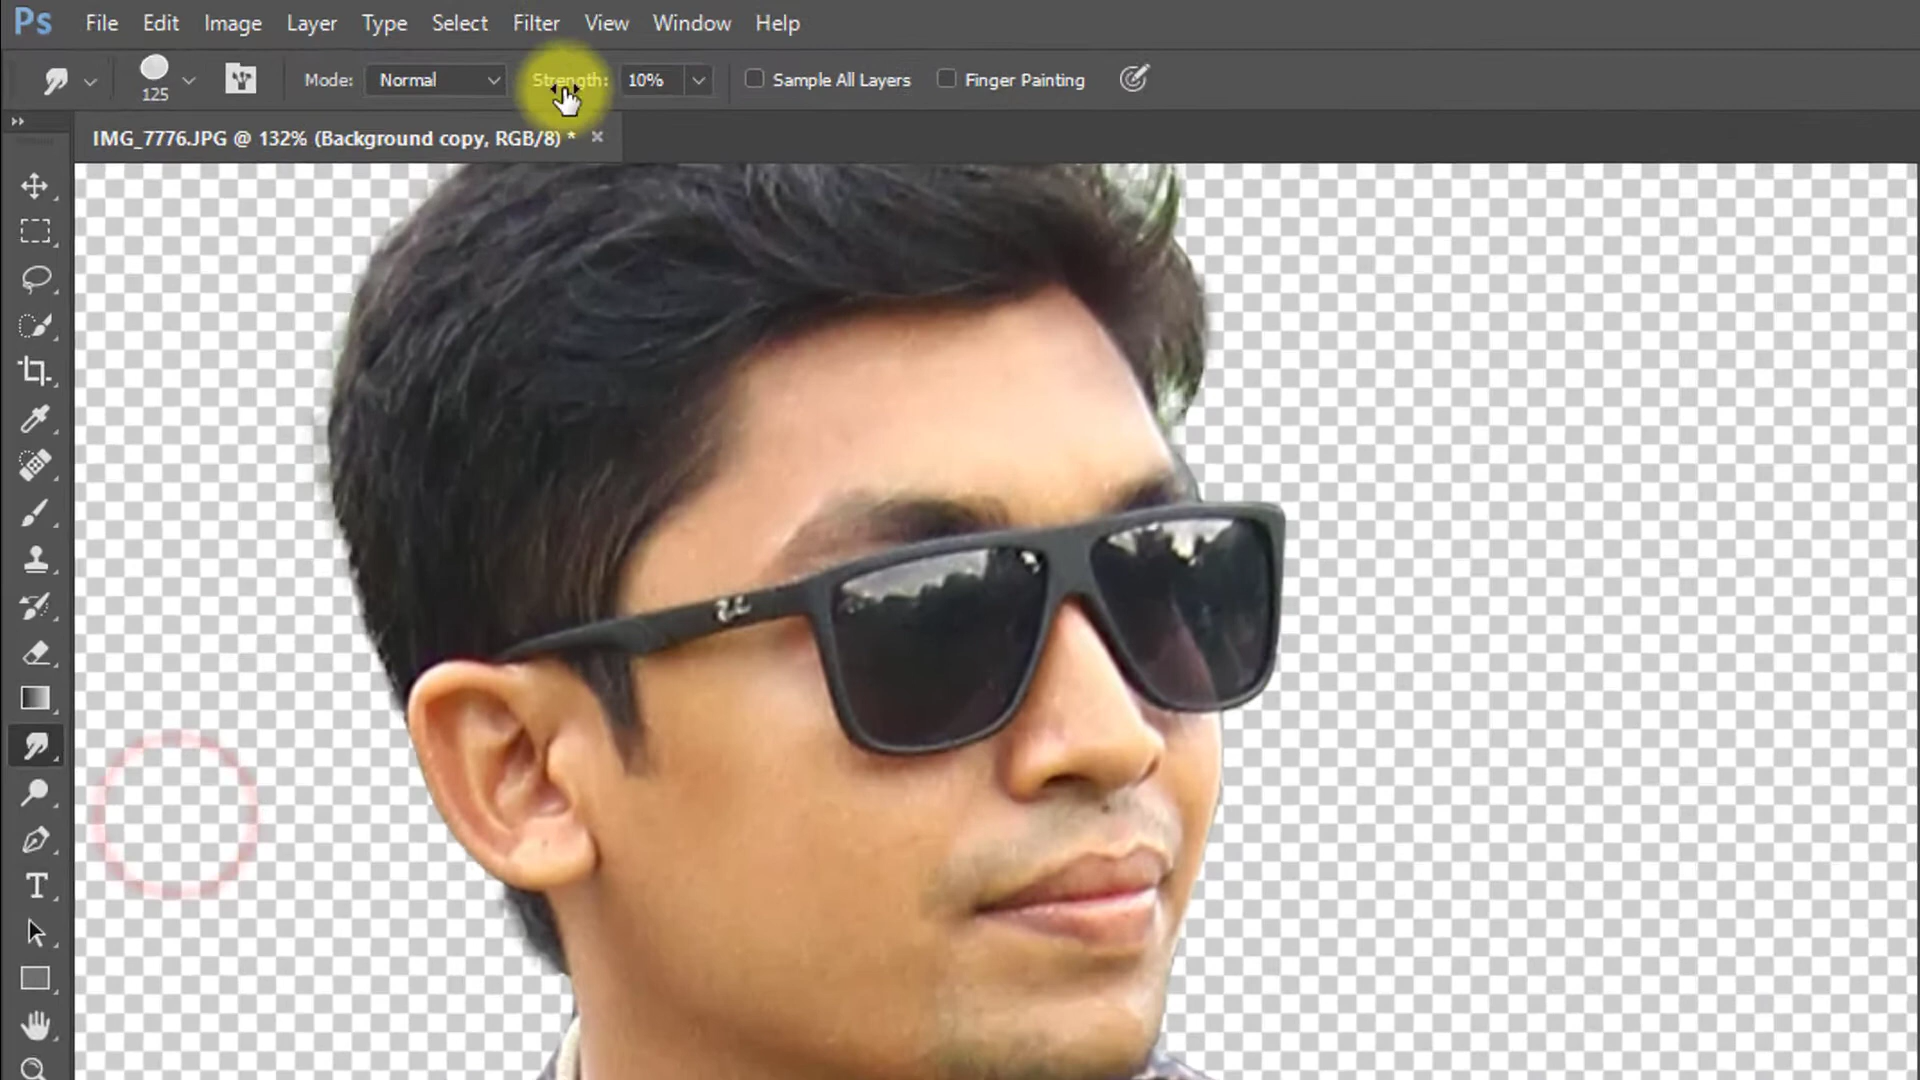 Ps File Edit Image Layer Type Select Filter View Window Help
125 Mode: Normal Strength: 10% Sample All Layers Finger Painting
IMG_7776.JPG @ 132% (Background copy, RGB/8) * ×